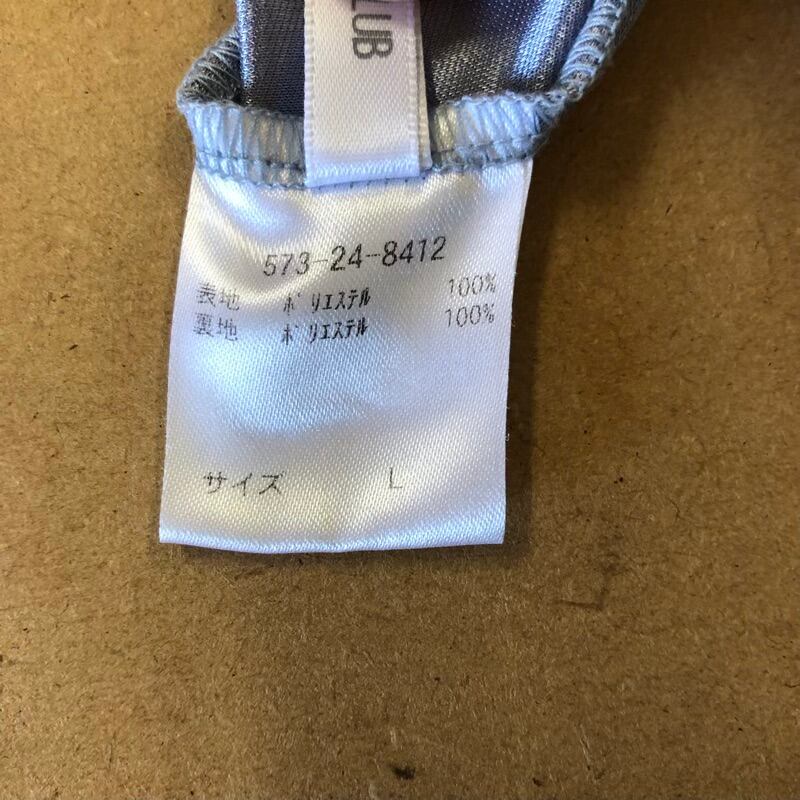 LUB
573-24-8412
表地 ポリエステル 100%
裏地 ポリエステル 100%
サイズ L